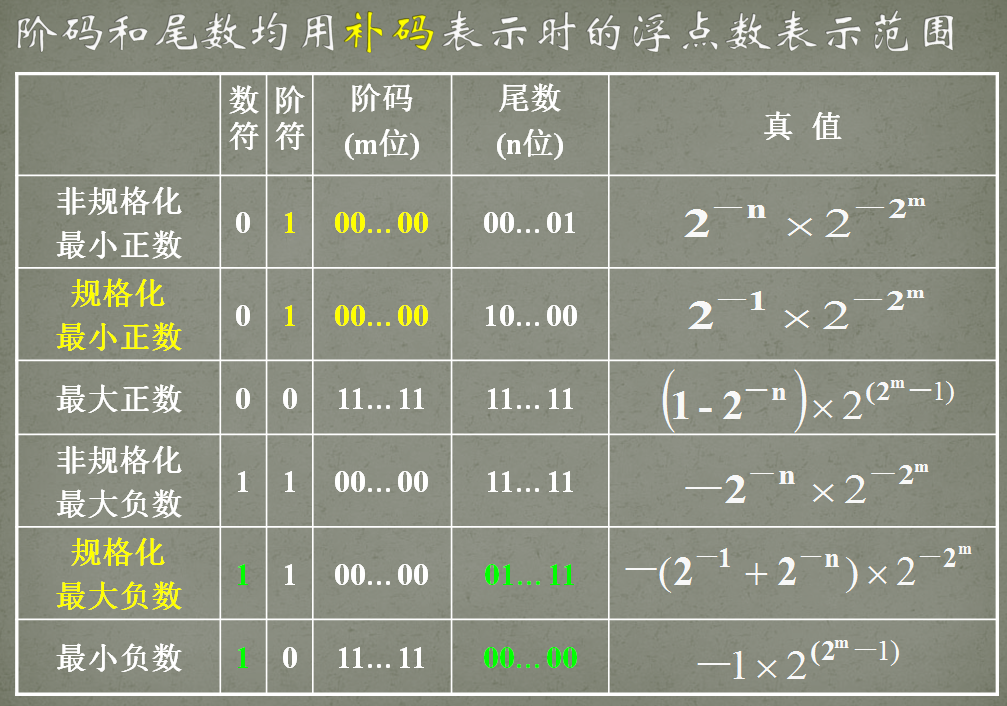 阶码和尾数均用补码表示时的浮点数表示范围
数符 阶符 阶码(m位) 尾数(n位) 真 值
非规格化最小正数 0 1 00…00 00…01 2^{－n} × 2^{－2^m}
规格化最小正数 0 1 00…00 10…00 2^{－1} × 2^{－2^m}
最大正数 0 0 11…11 11…11 (1 - 2^{－n}) × 2^{(2^m－1)}
非规格化最大负数 1 1 00…00 11…11 －2^{－n} × 2^{－2^m}
规格化最大负数 1 1 00…00 01…11 －(2^{－1} + 2^{－n}) × 2^{－2^m}
最小负数 1 0 11…11 00…00 －1 × 2^{(2^m－1)}